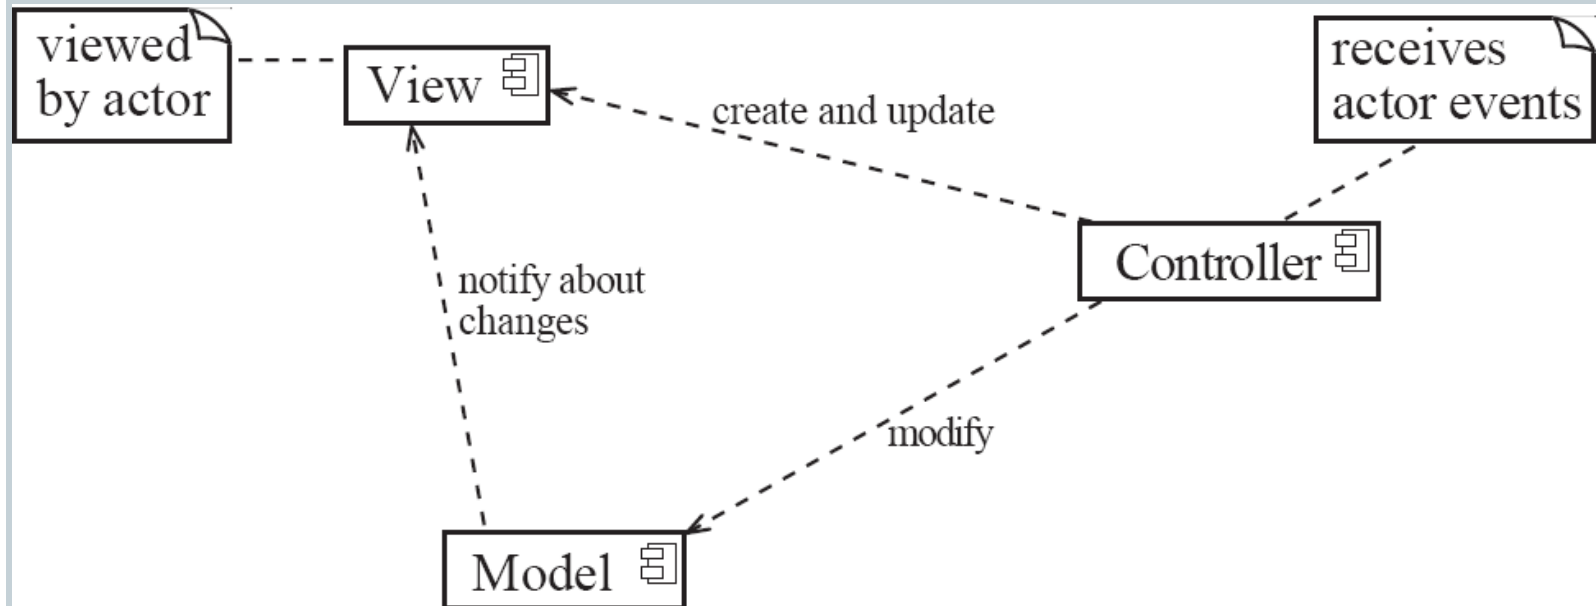 viewed
by actor
View
create and update
receives
actor events
Controller
notify about
changes
modify
Model